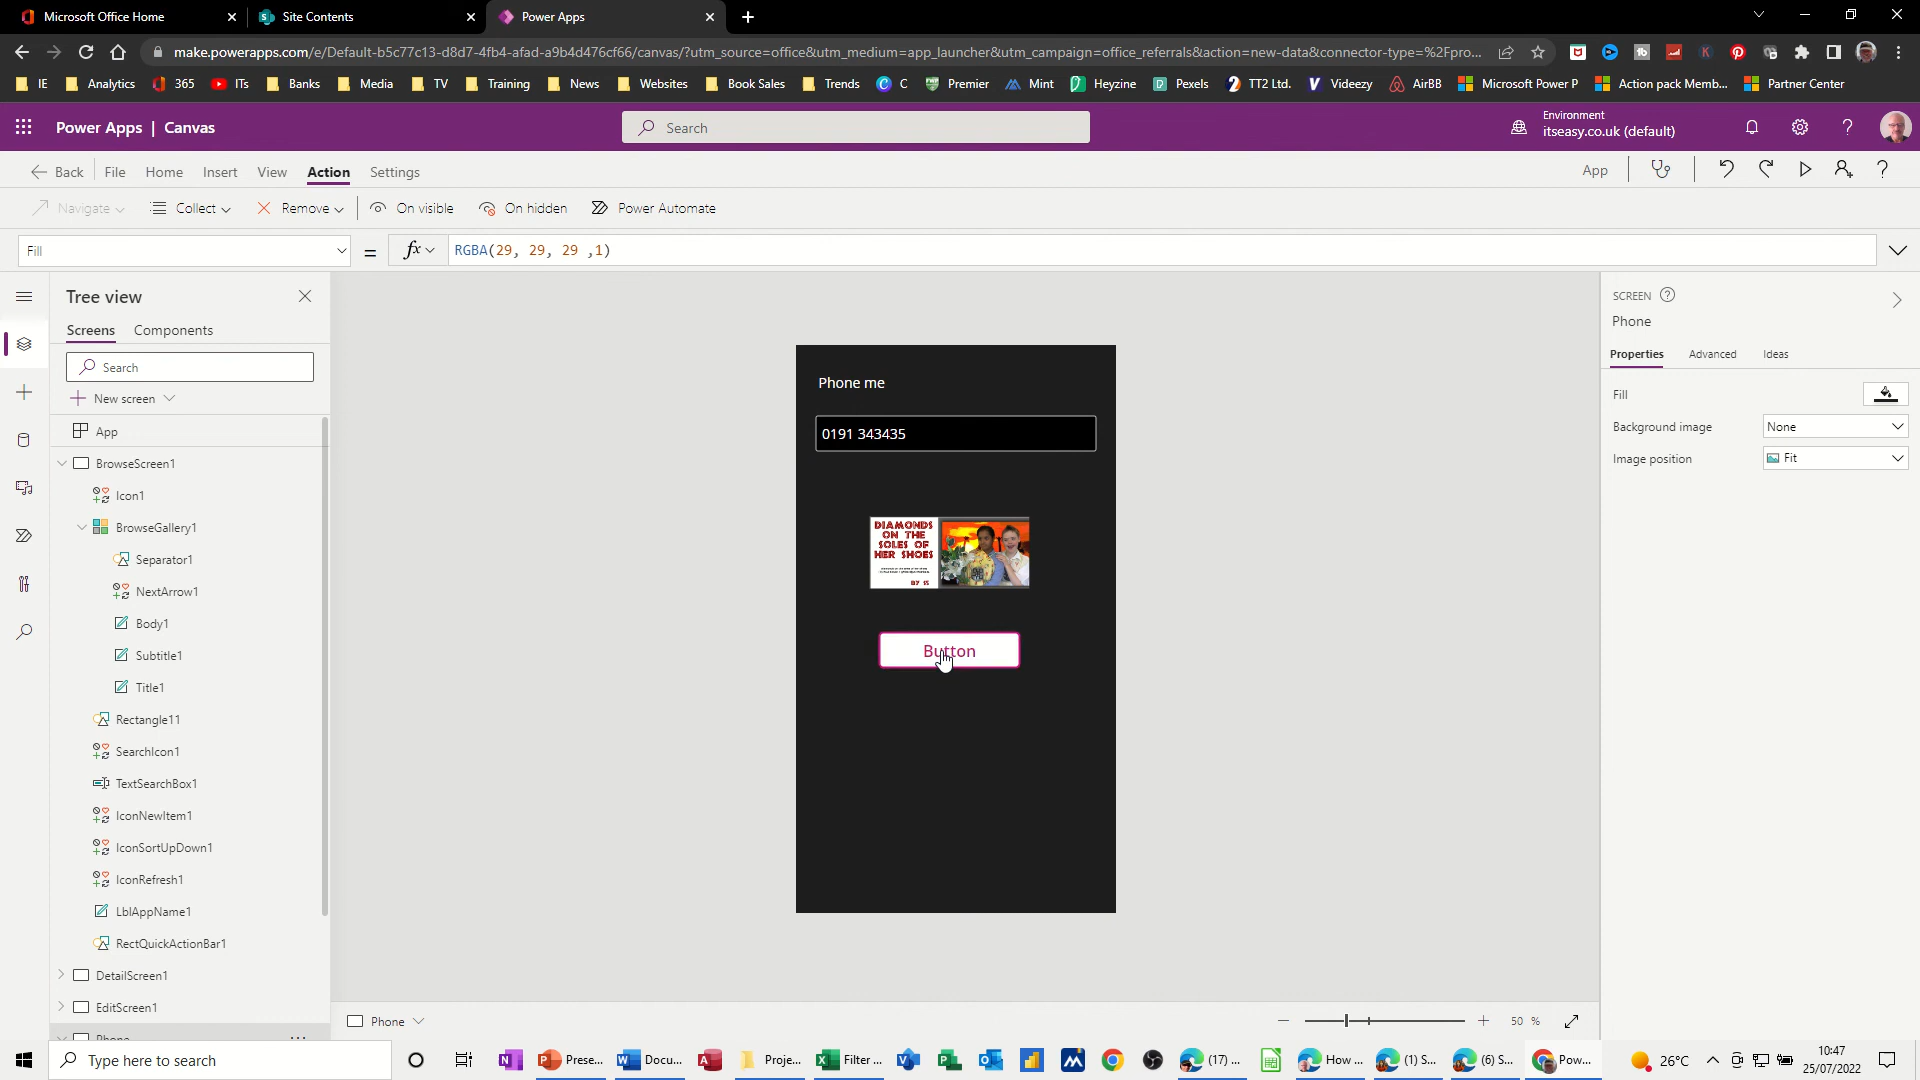 Microsoft Office Home
Site Contents
Power Apps
make.powerapps.com/e/Default-b5c77c13-d8d7-4fb4-afad-a9b4d476cf66/canvas/?utm_source=office&utm_medium=app_launcher&utm_campaign=office_referrals&action=new-data&connector-type=%2Fpro...
IE
Analytics
365
ITs
Banks
Media
TV
Training
News
Websites
Book Sales
Trends
C
Premier
Mint
Heyzine
Pexels
TT2 Ltd.
Videezy
AirBB
Microsoft Power P
Action pack Memb...
Partner Center
Power Apps | Canvas
Search
Environment
itseasy.co.uk (default)
Back
File
Home
Insert
View
Action
Settings
App
Navigate
Collect
Remove
On visible
On hidden
Power Automate
Fill
=
fx
RGBA(29, 29, 29 ,1)
Tree view
Screens
Components
Search
New screen
App
BrowseScreen1
Icon1
BrowseGallery1
Separator1
NextArrow1
Body1
Subtitle1
Title1
Rectangle11
SearchIcon1
TextSearchBox1
IconNewItem1
IconSortUpDown1
IconRefresh1
LblAppName1
RectQuickActionBar1
DetailScreen1
EditScreen1
Phone
Phone me
0191 343435
DIAMONDS
ON THE
SOLES OF
HER SHOES
Button
SCREEN
Phone
Properties
Advanced
Ideas
Fill
Background image
None
Image position
Fit
Phone
50 %
Type here to search
Prese...
Docu...
Proje...
Filter ...
(17) ...
How ...
(1) S...
(6) S...
Pow...
26°C
10:47
25/07/2022